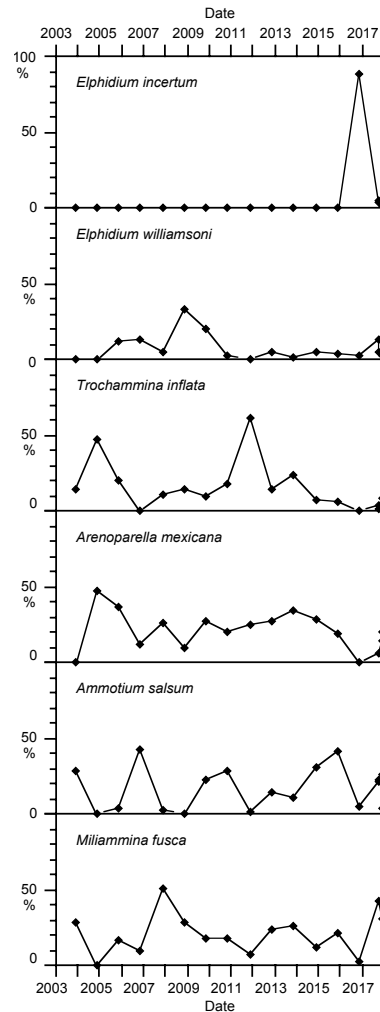 Date
2003 2005 2007 2009 2011 2013 2015 2017
100
%
Elphidium incertum
50
0
Elphidium williamsoni
50
%
0
Trochammina inflata
50
%
0
Arenoparella mexicana
50
%
0
Ammotium salsum
50
%
0
Miliammina fusca
50
%
0
2003 2005 2007 2009 2011 2013 2015 2017
Date